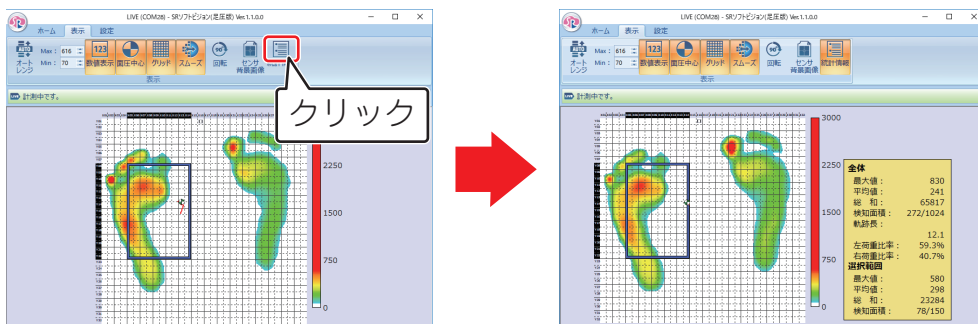 LIVE (COM28) - SRソフトビジョン(足圧版) Ver.1.1.0.0
ホーム 表示 設定
オートレンジ
Max : 616
Min : 70
数値表示 面圧中心 グリッド スムーズ 回転 センサ背景画像
123
90°
表示
計測中です。
クリック
2250
1500
750
0
LIVE (COM28) - SRソフトビジョン(足圧版) Ver.1.1.0.0
ホーム 表示 設定
オートレンジ
Max : 616
Min : 70
数値表示 面圧中心 グリッド スムーズ 回転 センサ背景画像 統計情報
123
90°
表示
計測中です。
3000
2250
1500
750
0
全体
最大値： 830
平均値： 241
総 和： 65817
検知面積： 272/1024
軌跡長：
12.1
左荷重比率： 59.3%
右荷重比率： 40.7%
選択範囲
最大値： 580
平均値： 298
総 和： 23284
検知面積： 78/150